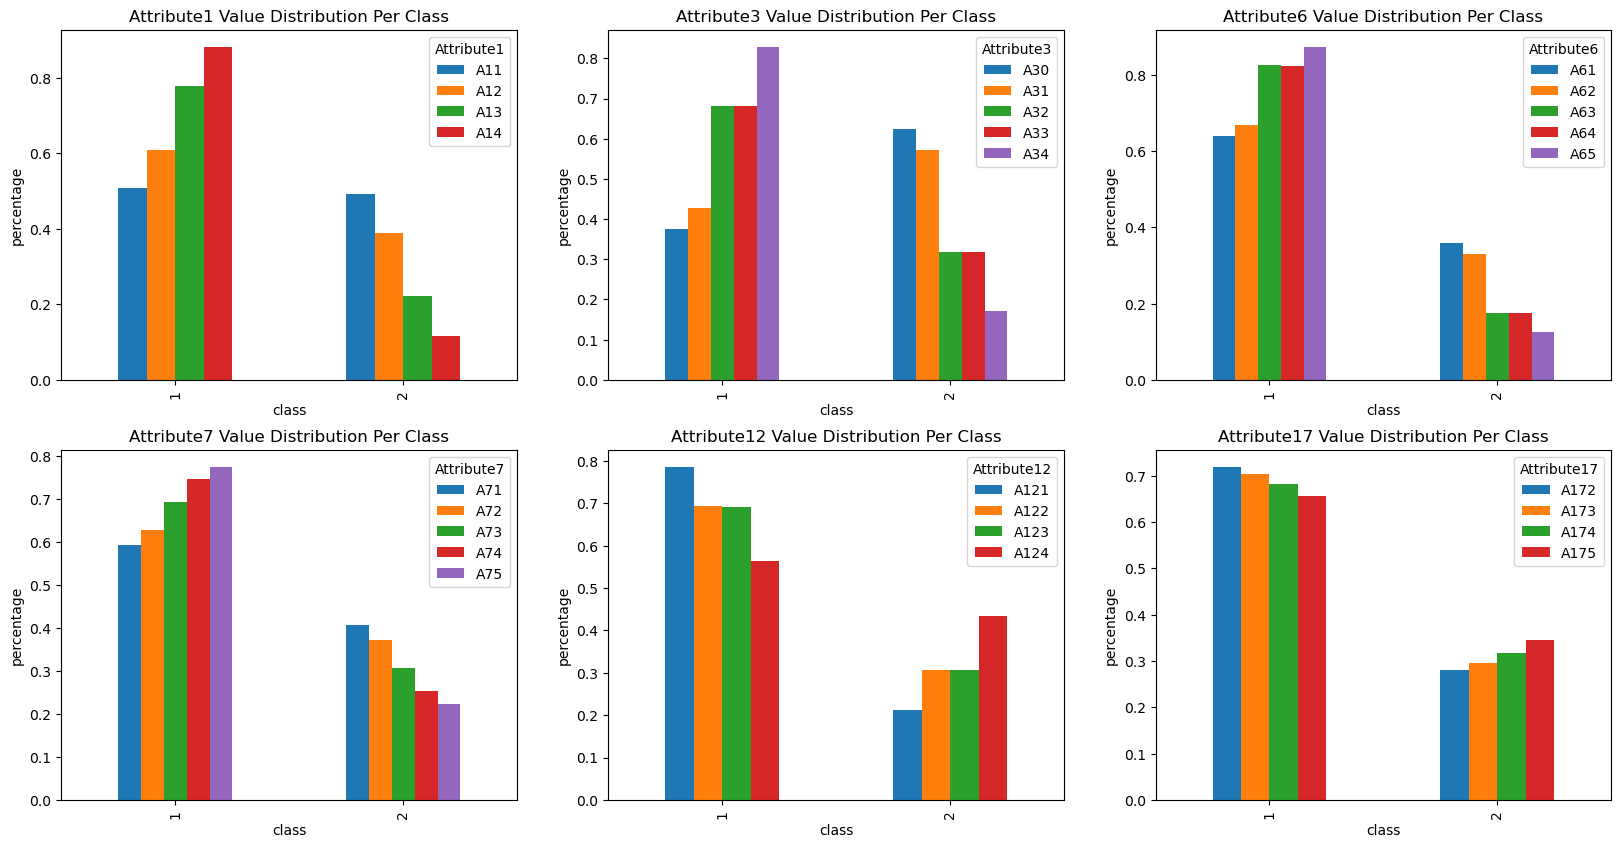 Attribute1 Value Distribution Per Class
percentage
0.8
0.6
0.4
0.2
0.0
Attribute1
A11
A12
A13
A14
1
2
class
Attribute3 Value Distribution Per Class
percentage
0.8
0.7
0.6
0.5
0.4
0.3
0.2
0.1
0.0
Attribute3
A30
A31
A32
A33
A34
1
2
class
Attribute6 Value Distribution Per Class
percentage
0.8
0.6
0.4
0.2
0.0
Attribute6
A61
A62
A63
A64
A65
1
2
class
Attribute7 Value Distribution Per Class
percentage
0.8
0.7
0.6
0.5
0.4
0.3
0.2
0.1
0.0
Attribute7
A71
A72
A73
A74
A75
1
2
class
Attribute12 Value Distribution Per Class
percentage
0.8
0.7
0.6
0.5
0.4
0.3
0.2
0.1
0.0
Attribute12
A121
A122
A123
A124
1
2
class
Attribute17 Value Distribution Per Class
percentage
0.7
0.6
0.5
0.4
0.3
0.2
0.1
0.0
Attribute17
A172
A173
A174
A175
1
2
class